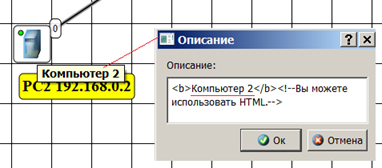 0
Компьютер 2
PC2 192.168.0.2
Описание
Описание:
<b>Компьютер 2</b><!--Вы можете
использовать HTML.-->
Ок
Отмена